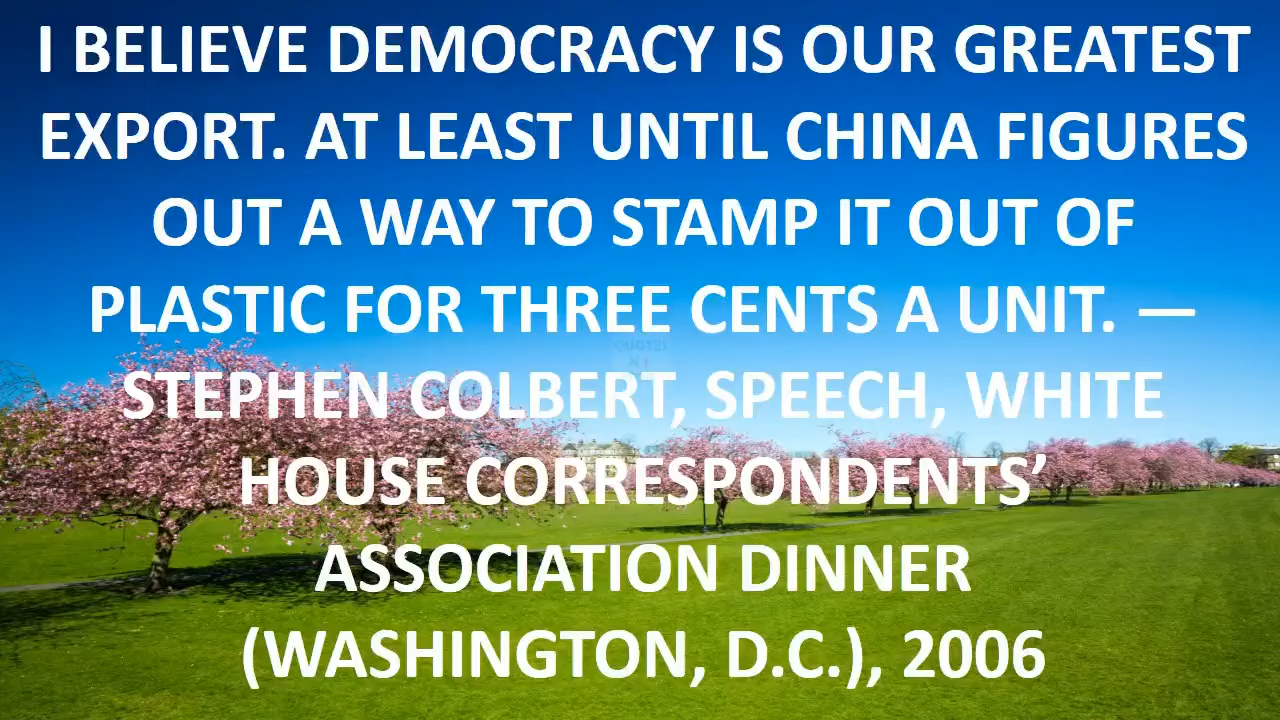 I BELIEVE DEMOCRACY IS OUR GREATEST
EXPORT. AT LEAST UNTIL CHINA FIGURES
OUT A WAY TO STAMP IT OUT OF
PLASTIC FOR THREE CENTS A UNIT. —
STEPHEN COLBERT, SPEECH, WHITE
HOUSE CORRESPONDENTS’
ASSOCIATION DINNER
(WASHINGTON, D.C.), 2006